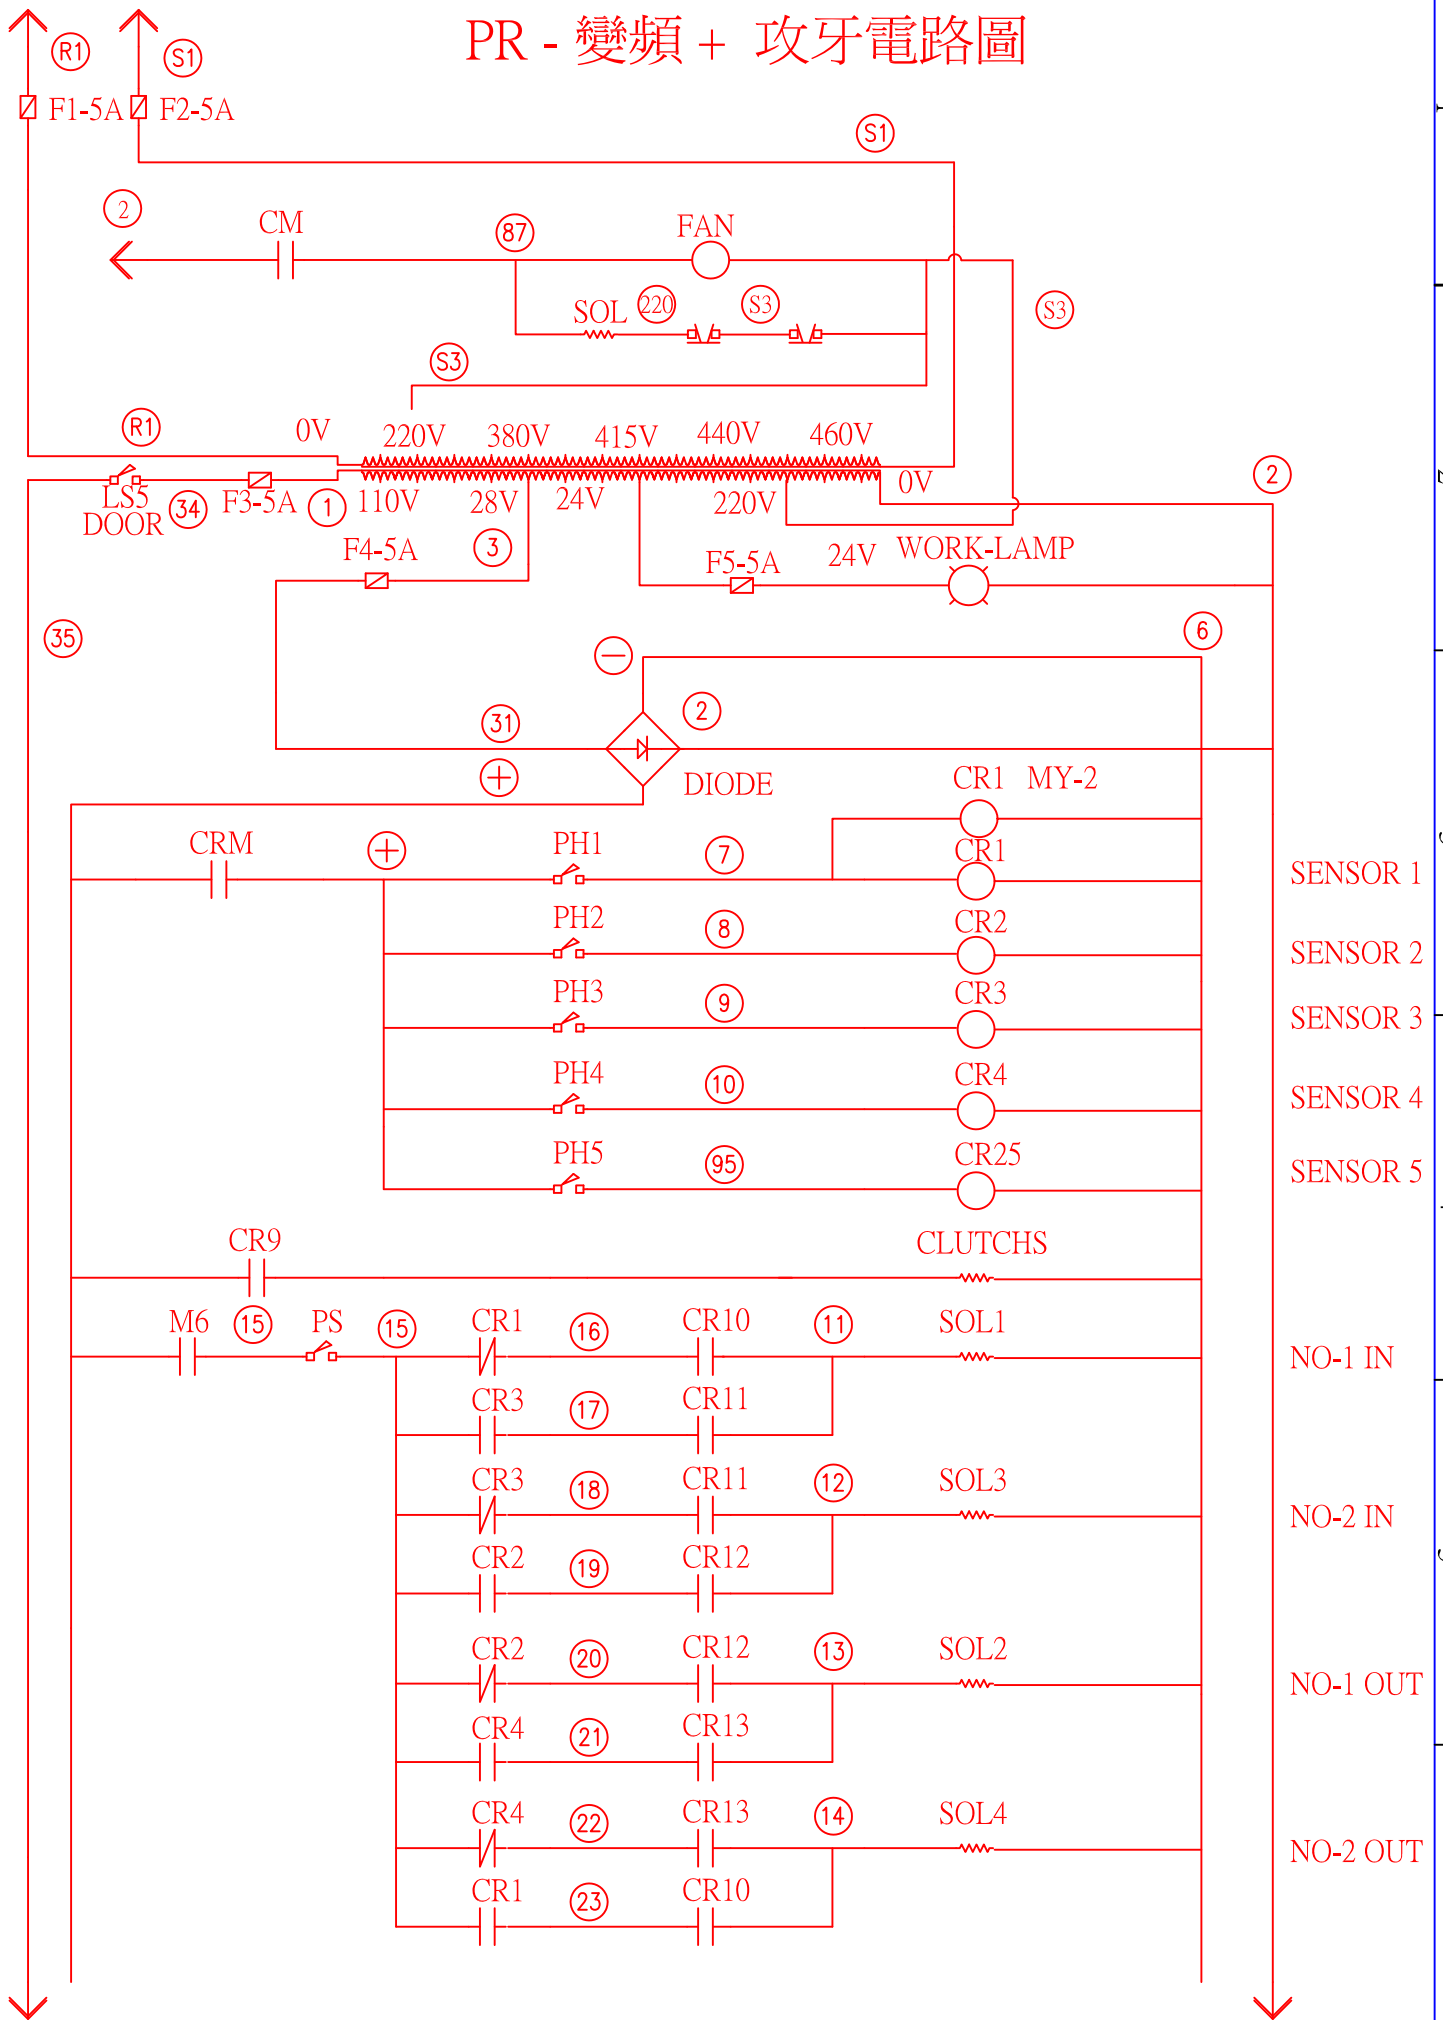 PR - 變頻 + 攻牙電路圖
R1
S1
F1-5A
F2-5A
S1
2
CM
87
FAN
SOL
220
S3
S3
S3
R1
0V
220V
380V
415V
440V
460V
LS5
DOOR
34
F3-5A
1
110V
28V
24V
220V
0V
2
F4-5A
3
F5-5A
24V
WORK-LAMP
35
6
31
2
DIODE
CR1 MY-2
CRM
PH1
7
CR1
SENSOR 1
PH2
8
CR2
SENSOR 2
PH3
9
CR3
SENSOR 3
PH4
10
CR4
SENSOR 4
PH5
95
CR25
SENSOR 5
CR9
CLUTCHS
M6
15
PS
15
CR1
16
CR10
11
SOL1
NO-1 IN
CR3
17
CR11
CR3
18
CR11
12
SOL3
NO-2 IN
CR2
19
CR12
CR2
20
CR12
13
SOL2
NO-1 OUT
CR4
21
CR13
CR4
22
CR13
14
SOL4
NO-2 OUT
CR1
23
CR10